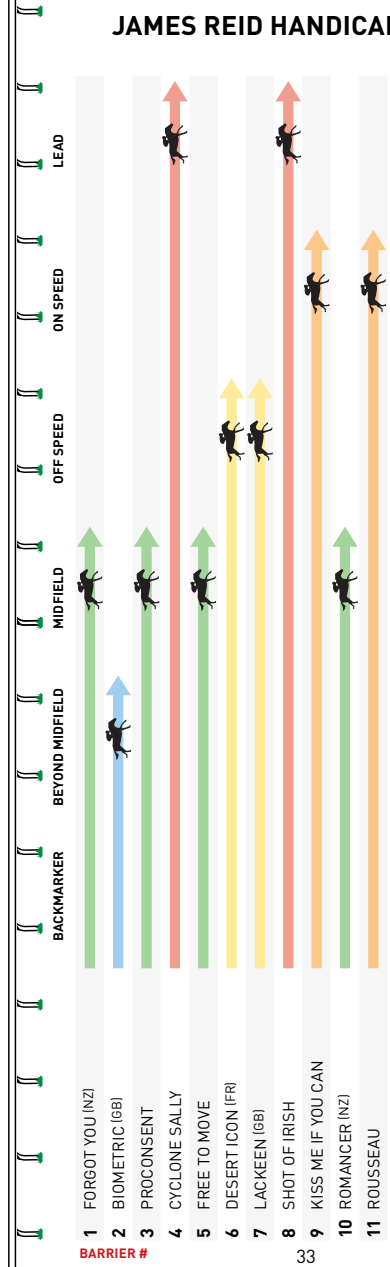 JAMES REID HANDICA
LEAD
ON SPEED
OFF SPEED
MIDFIELD
BEYOND MIDFIELD
BACKMARKER
1 FORGOT YOU (NZ)
2 BIOMETRIC (GB)
3 PROCONSENT
4 CYCLONE SALLY
5 FREE TO MOVE
6 DESERT ICON (FR)
7 LACKEEN (GB)
8 SHOT OF IRISH
9 KISS ME IF YOU CAN
10 ROMANCER (NZ)
11 ROUSSEAU
BARRIER #
33